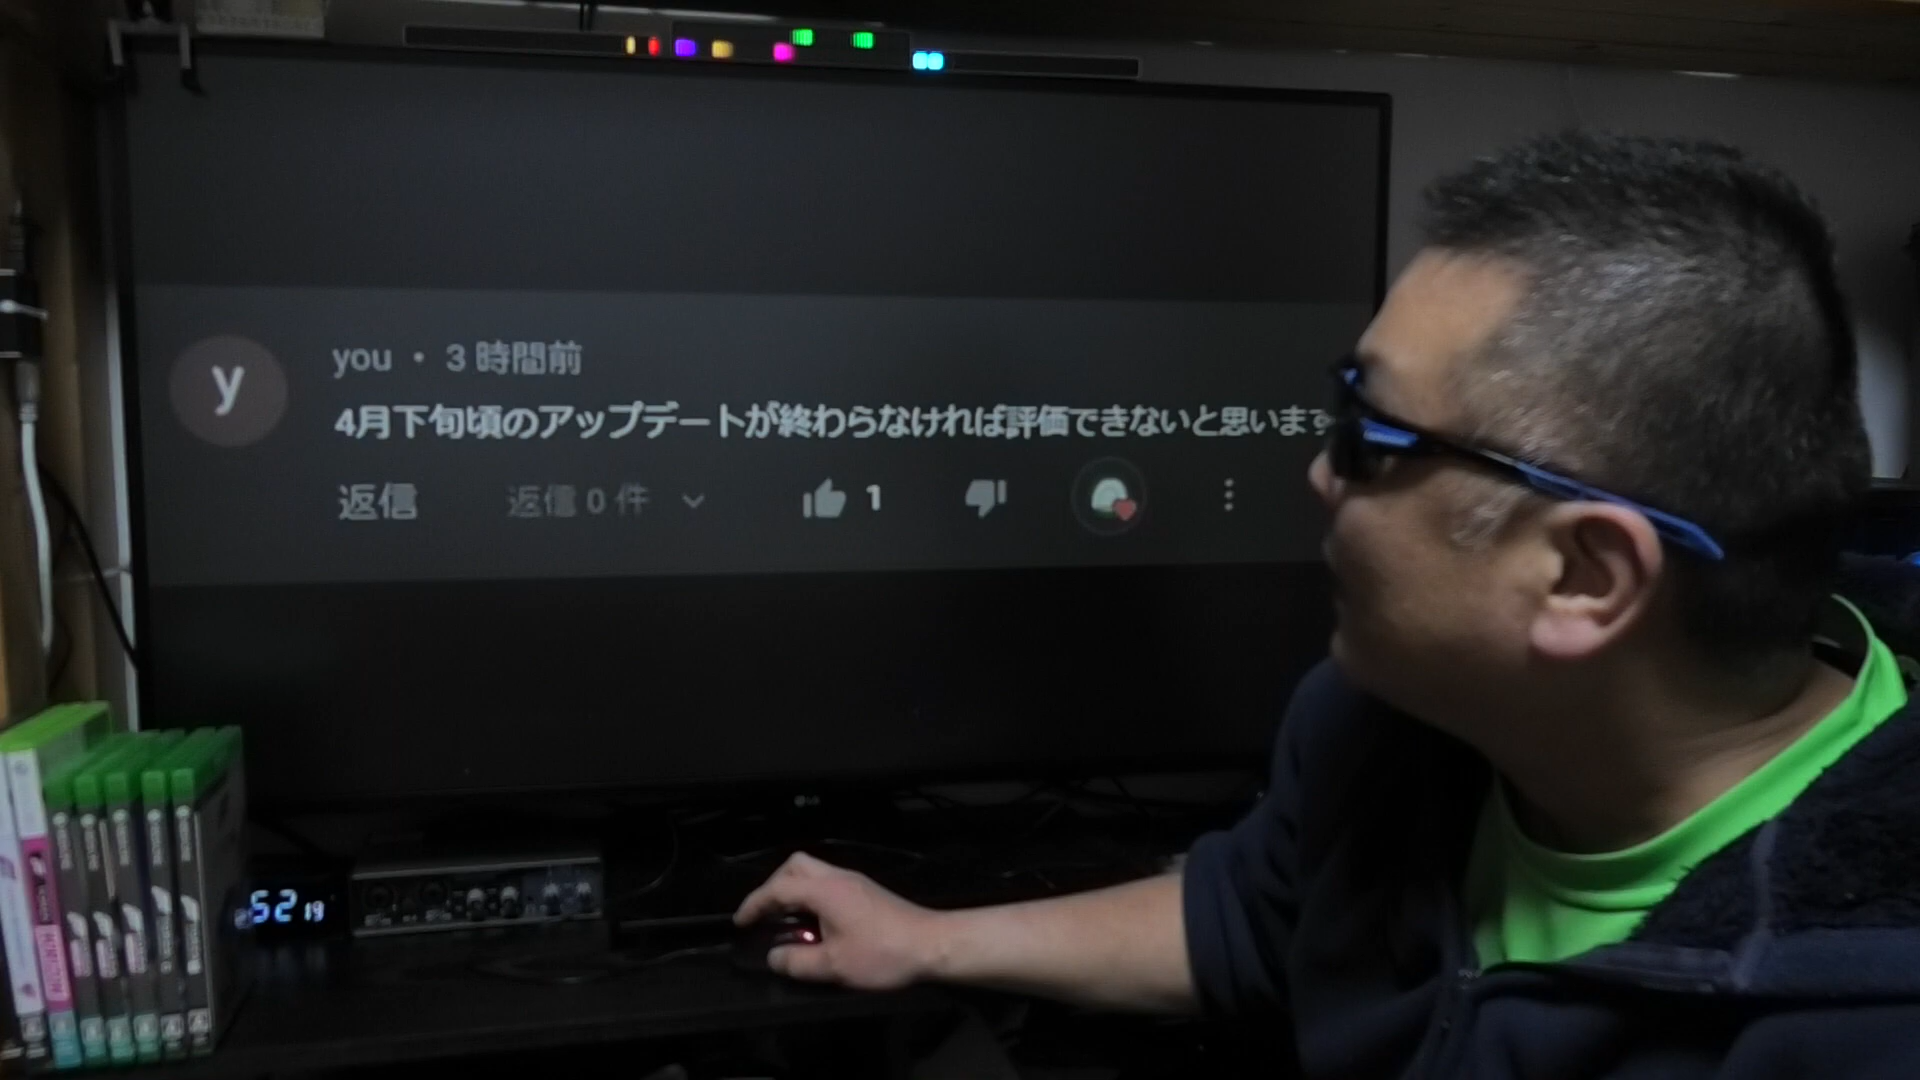 y
you • 3 時間前
4月下旬頃のアップデートが終わらなければ評価できないと思います
返信
返信 0 件
1
LG
52 19